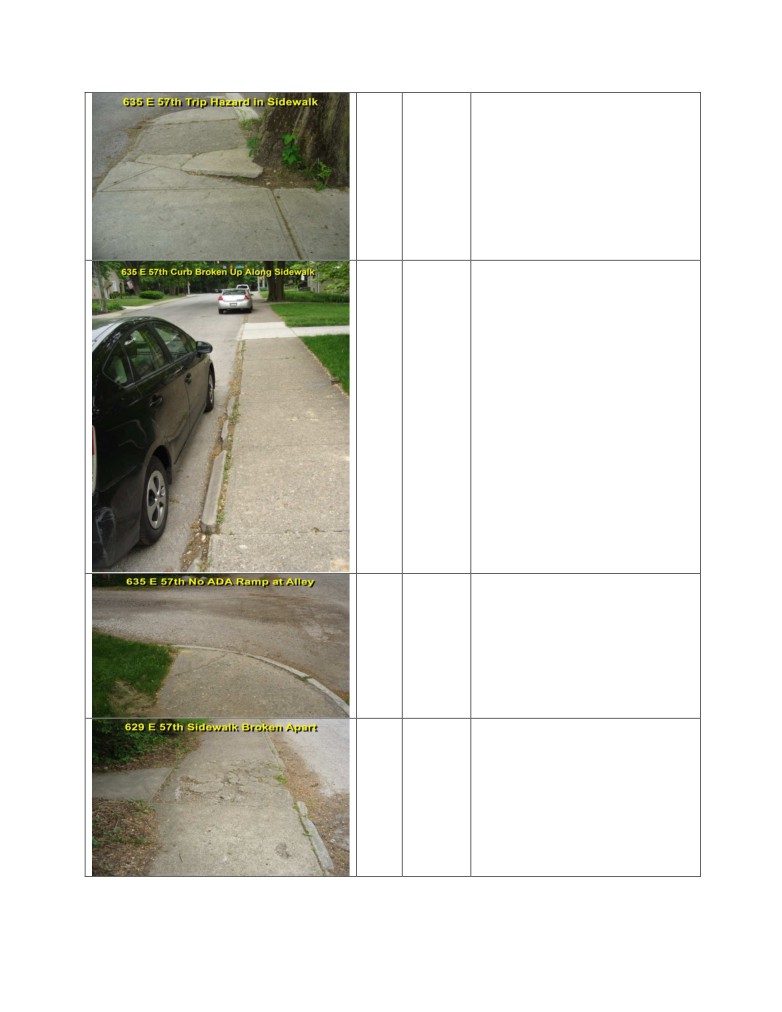 635 E 57th Trip Hazard in Sidewalk
635 E 57th Curb Broken Up Along Sidewalk
635 E 57th No ADA Ramp at Alley
629 E 57th Sidewalk Broken Apart